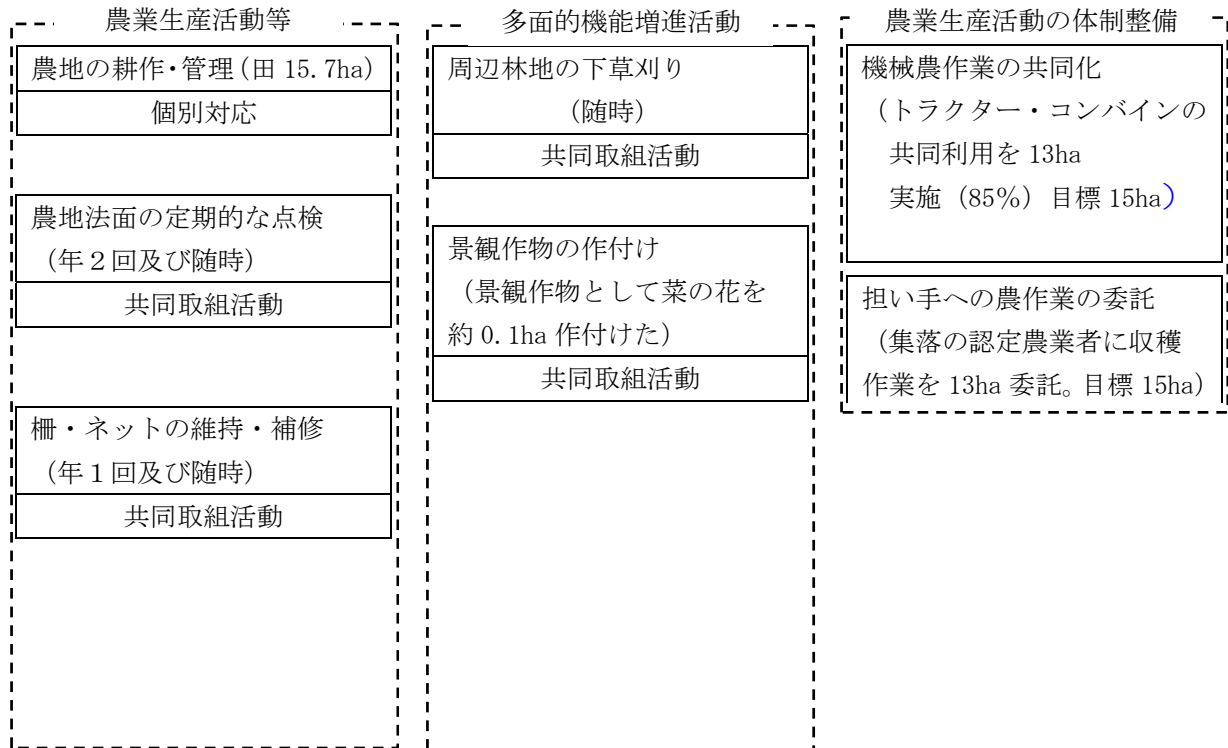 農業生産活動等
農地の耕作・管理（田 15.7ha）
個別対応
農地法面の定期的な点検
（年２回及び随時）
共同取組活動
柵・ネットの維持・補修
（年１回及び随時）
共同取組活動
多面的機能増進活動
周辺林地の下草刈り
（随時）
共同取組活動
景観作物の作付け
（景観作物として菜の花を
約 0.1ha 作付けた）
共同取組活動
農業生産活動の体制整備
機械農作業の共同化
（トラクター・コンバインの
共同利用を 13ha
実施（85％）目標 15ha）
担い手への農作業の委託
（集落の認定農業者に収穫
作業を 13ha 委託。目標 15ha）